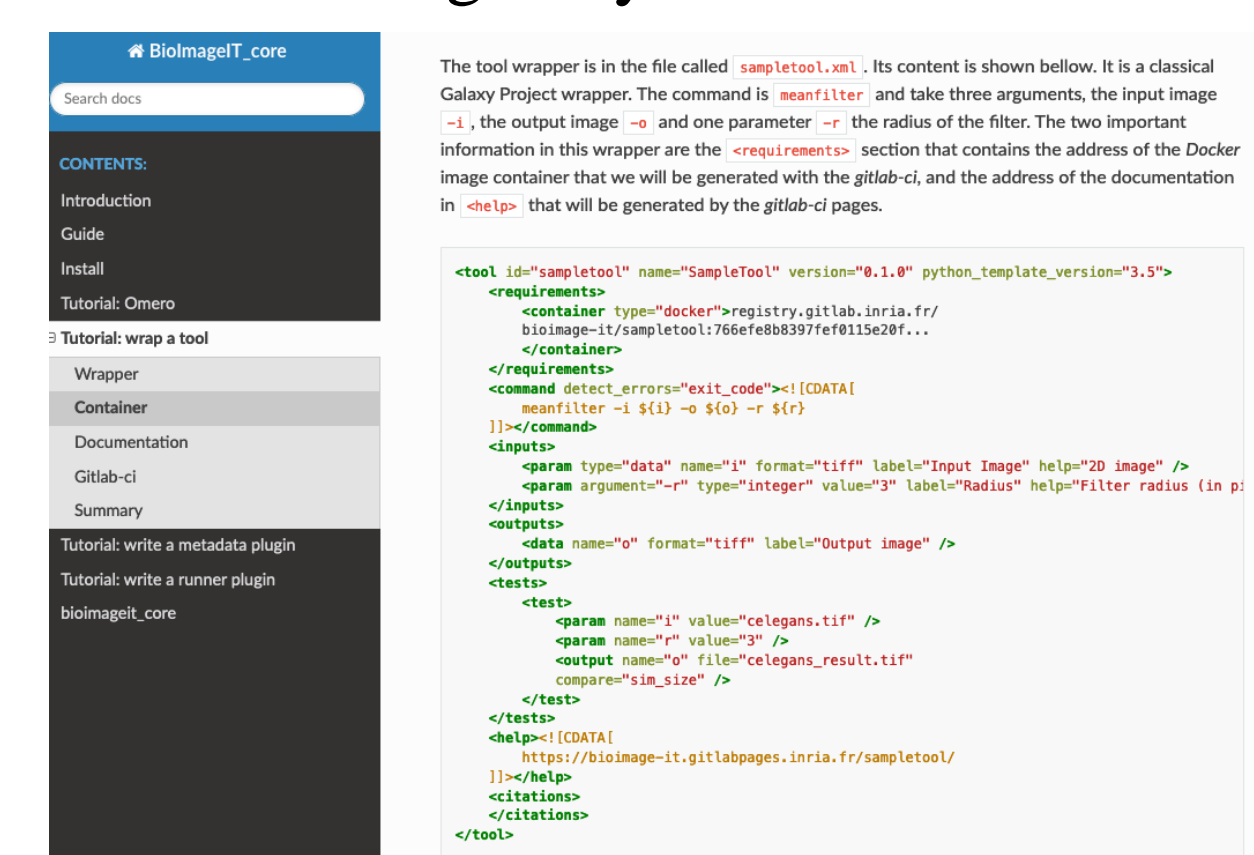 BioImageIT_core
Search docs
CONTENTS:
Introduction
Guide
Install
Tutorial: Omero
Tutorial: wrap a tool
Wrapper
Container
Documentation
Gitlab-ci
Summary
Tutorial: write a metadata plugin
Tutorial: write a runner plugin
bioimageit_core
The tool wrapper is in the file called sampletool.xml . Its content is shown bellow. It is a classical
Galaxy Project wrapper. The command is meanfilter and take three arguments, the input image
-i , the output image -o and one parameter -r the radius of the filter. The two important
information in this wrapper are the <requirements> section that contains the address of the Docker
image container that we will be generated with the gitlab-ci, and the address of the documentation
in <help> that will be generated by the gitlab-ci pages.
<tool id="sampletool" name="SampleTool" version="0.1.0" python_template_version="3.5">
<requirements>
<container type="docker">registry.gitlab.inria.fr/
bioimage-it/sampletool:766efe8b8397fef0115e20f...
</container>
</requirements>
<command detect_errors="exit_code"><![CDATA[
meanfilter -i ${i} -o ${o} -r ${r}
]]></command>
<inputs>
<param type="data" name="i" format="tiff" label="Input Image" help="2D image" />
<param argument="-r" type="integer" value="3" label="Radius" help="Filter radius (in pi
</inputs>
<outputs>
<data name="o" format="tiff" label="Output image" />
</outputs>
<tests>
<test>
<param name="i" value="celegans.tif" />
<param name="r" value="3" />
<output name="o" file="celegans_result.tif"
compare="sim_size" />
</test>
</tests>
<help><![CDATA[
https://bioimage-it.gitlabpages.inria.fr/sampletool/
]]></help>
<citations>
</citations>
</tool>